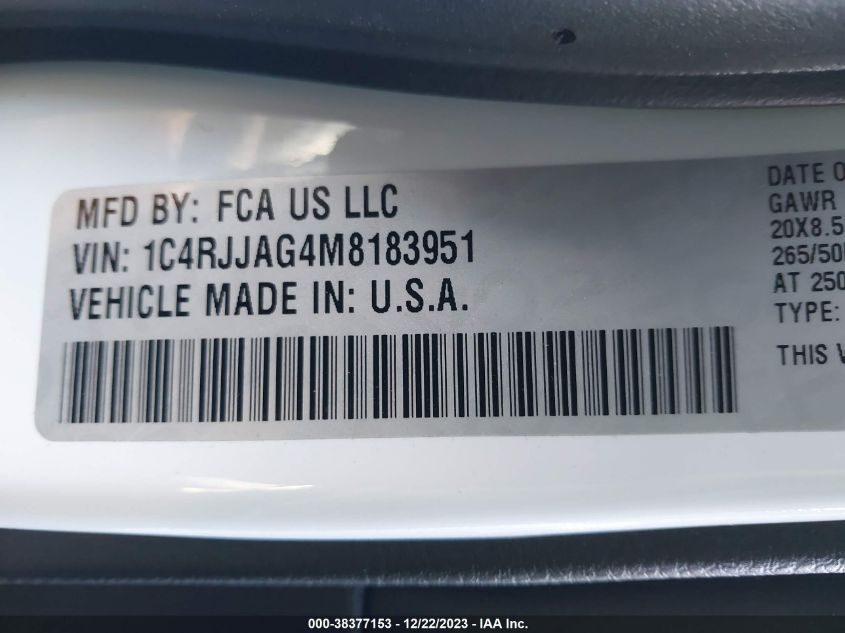 MFD BY: FCA US LLC
VIN: 1C4RJJAG4M8183951
VEHICLE MADE IN: U.S.A.
DATE O
GAWR
20X8.5
265/50
AT 250
TYPE:
THIS
000-38377153 - 12/22/2023 - IAA Inc.